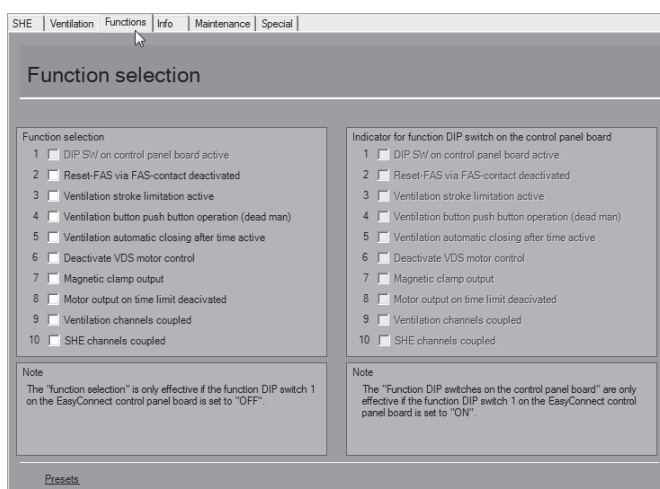 SHE Ventilation Functions Info Maintenance Special
Function selection
Function selection
1 DIP SW on control panel board active
2 Reset-FAS via FAS-contact deactivated
3 Ventilation stroke limitation active
4 Ventilation button push button operation (dead man)
5 Ventilation automatic closing after time active
6 Deactivate VDS motor control
7 Magnetic clamp output
8 Motor output on time limit deacivated
9 Ventilation channels coupled
10 SHE channels coupled
Note
The "function selection" is only effective if the function DIP switch 1
on the EasyConnect control panel board is set to "OFF".
Indicator for function DIP switch on the control panel board
1 DIP SW on control panel board active
2 Reset-FAS via FAS-contact deactivated
3 Ventilation stroke limitation active
4 Ventilation button push button operation (dead man)
5 Ventilation automatic closing after time active
6 Deactivate VDS motor control
7 Magnetic clamp output
8 Motor output on time limit deacivated
9 Ventilation channels coupled
10 SHE channels coupled
Note
The "Function DIP switches on the control panel board" are only
effective if the function DIP switch 1 on the EasyConnect control
panel board is set to "ON".
Presets